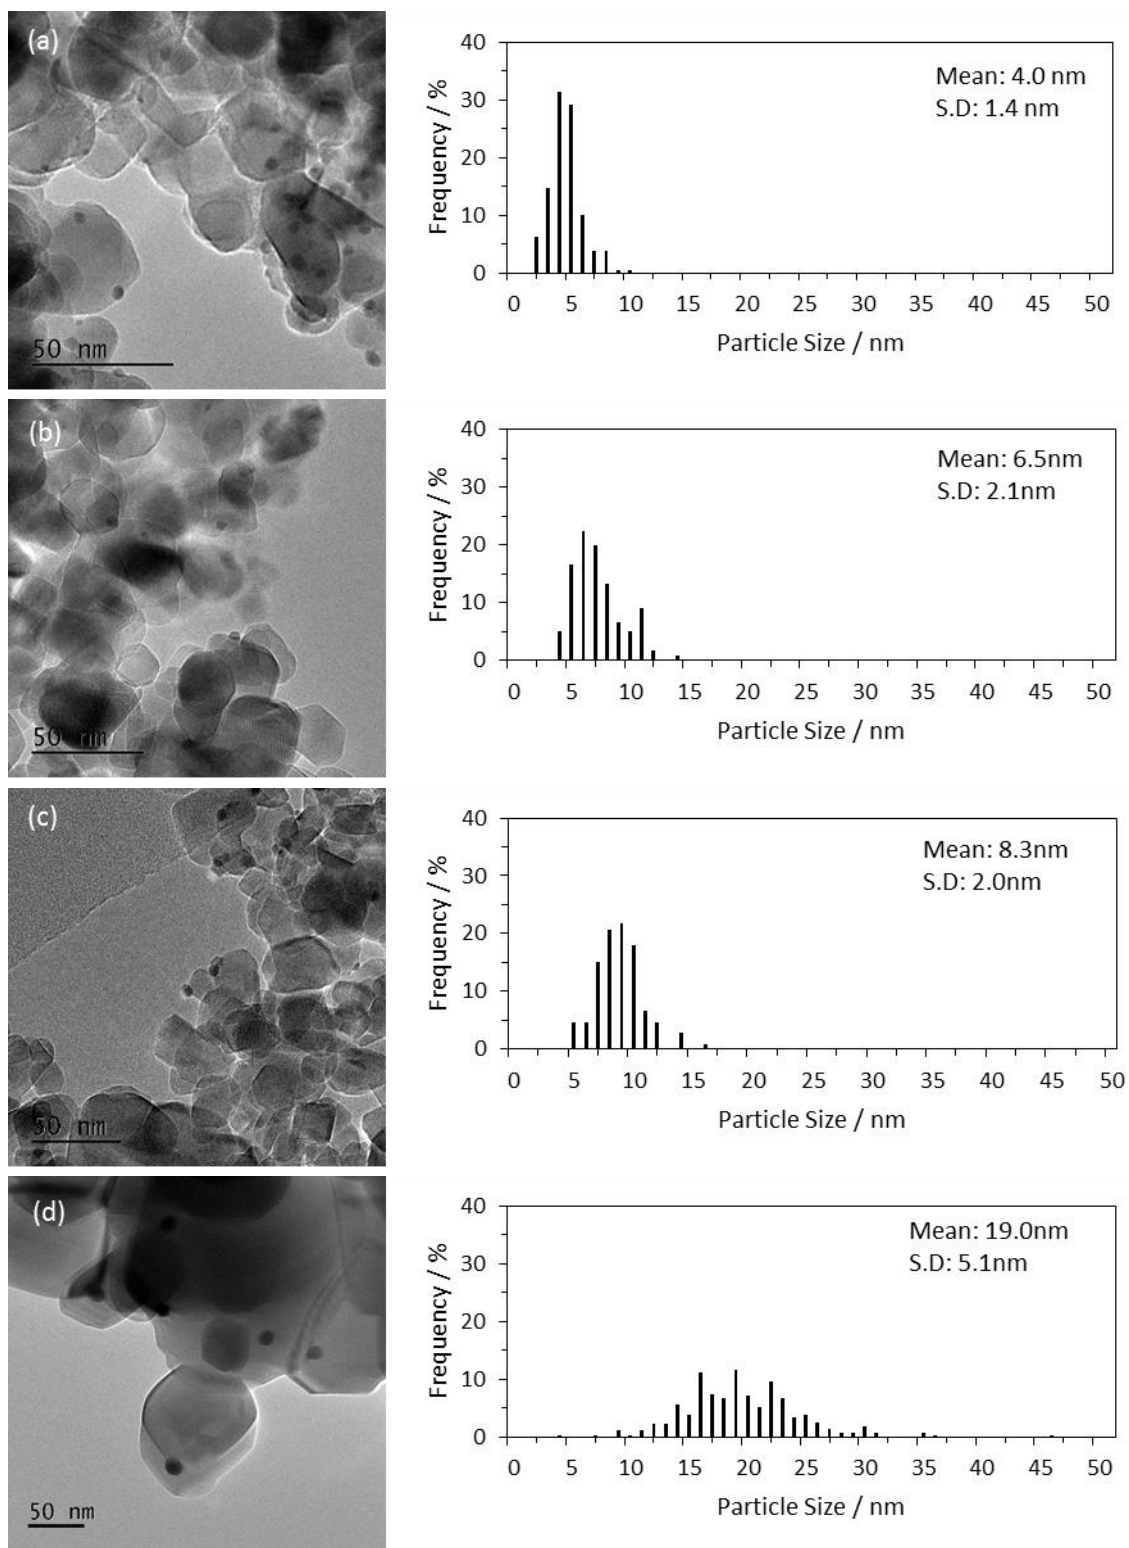 (a)
50 nm
40
30
20
10
0
Frequency / %
Mean: 4.0 nm
S.D: 1.4 nm
0 5 10 15 20 25 30 35 40 45 50
Particle Size / nm
(b)
50 nm
40
30
20
10
0
Frequency / %
Mean: 6.5nm
S.D: 2.1nm
0 5 10 15 20 25 30 35 40 45 50
Particle Size / nm
(c)
50 nm
40
30
20
10
0
Frequency / %
Mean: 8.3nm
S.D: 2.0nm
0 5 10 15 20 25 30 35 40 45 50
Particle Size / nm
(d)
50 nm
40
30
20
10
0
Frequency / %
Mean: 19.0nm
S.D: 5.1nm
0 5 10 15 20 25 30 35 40 45 50
Particle Size / nm